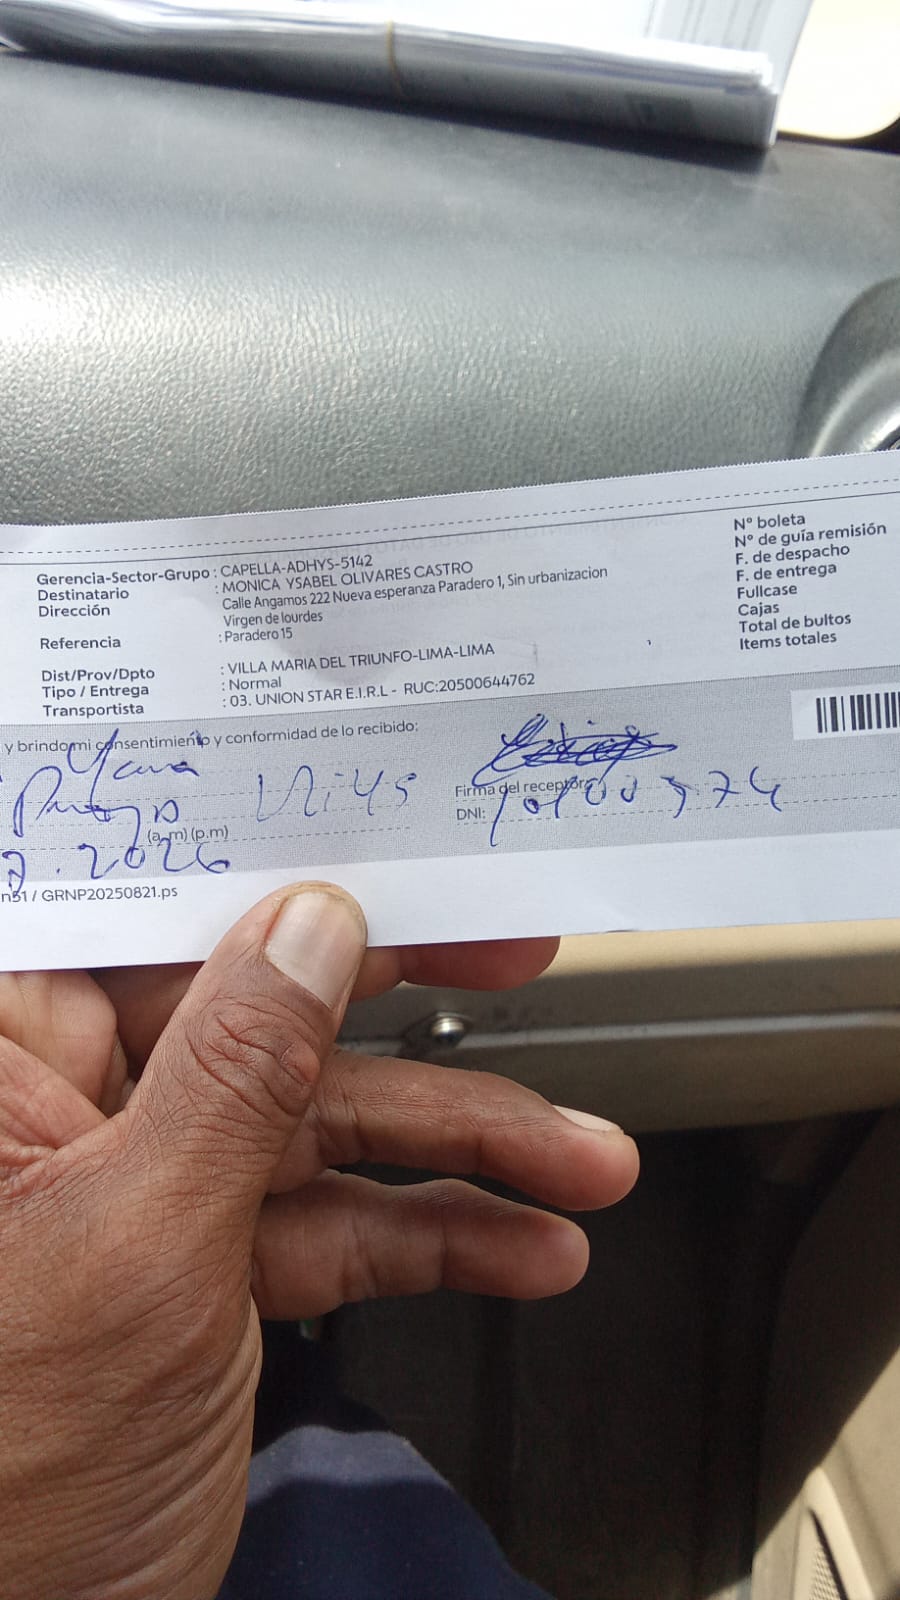 Gerencia-Sector-Grupo : CAPELLA-ADHYS-5142
Destinatario : MONICA YSABEL OLIVARES CASTRO
Dirección : Calle Angamos 222 Nueva esperanza Paradero 1, Sin urbanizacion
Virgen de lourdes
Referencia : Paradero 15
Dist/Prov/Dpto : VILLA MARIA DEL TRIUNFO-LIMA-LIMA
Tipo / Entrega : Normal
Transportista : 03. UNION STAR E.I.R.L - RUC:20500644762
N° boleta
N° de guía remisión
F. de despacho
F. de entrega
Fullcase
Cajas
Total de bultos
Items totales
y brindo mi consentimiento y conformidad de lo recibido:
Firma del receptor:
DNI:
(a.m) (p.m)
. 2026
n51 / GRNP20250821.ps